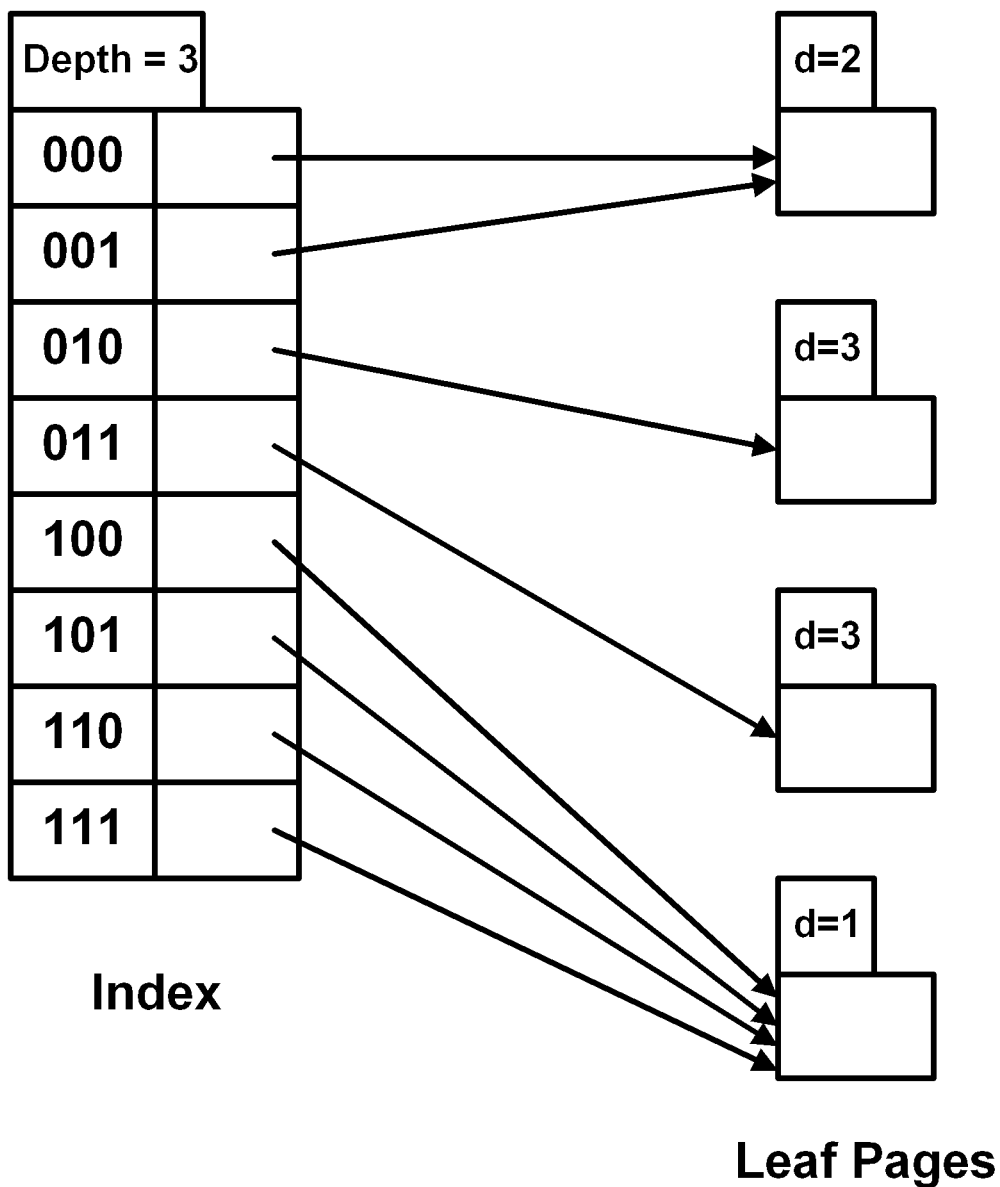 Depth = 3
000
001
010
011
100
101
110
111
Index
d=2
d=3
d=3
d=1
Leaf Pages